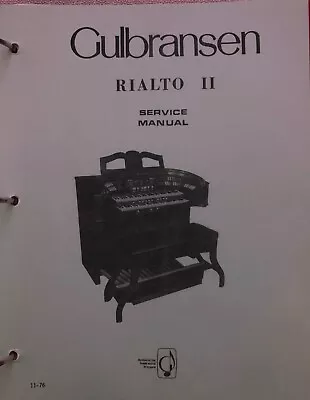 Gulbransen
RIALTO II
SERVICE
MANUAL
11-76